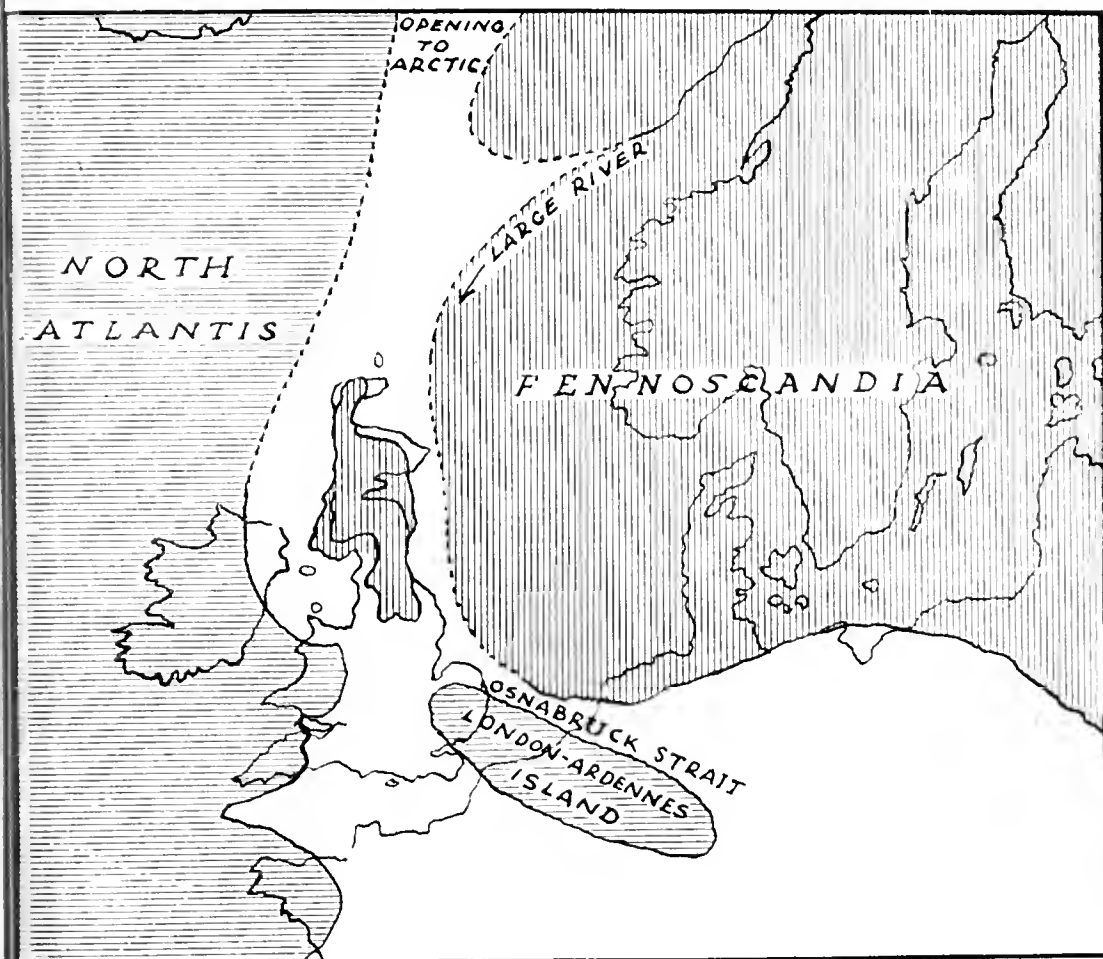 OPENING
TO
ARCTIC
LARGE RIVER
NORTH
ATLANTIS
FENNOSCANDIA
OSNABRUCK STRAIT
LONDON-ARDENNES
ISLAND